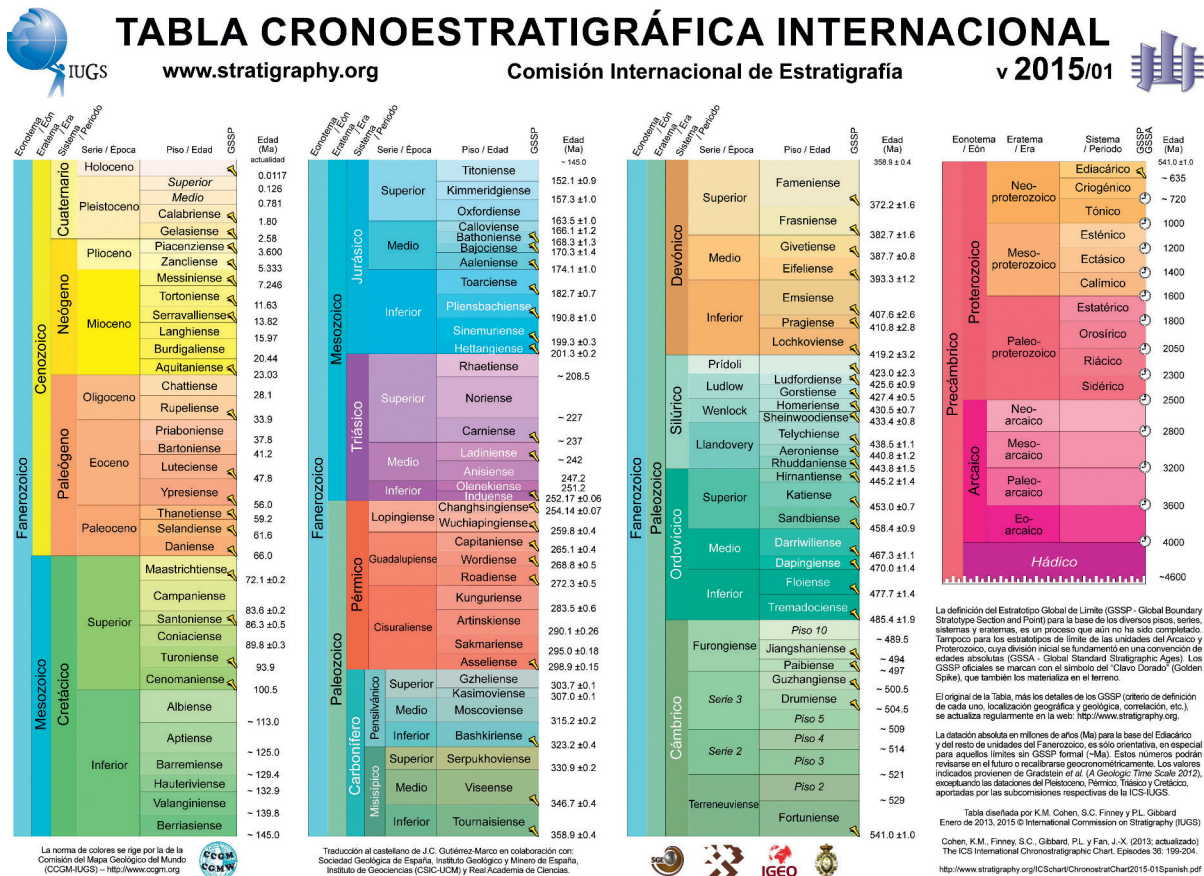 TABLA CRONOESTRATIGRÁFICA INTERNACIONAL
IUGS
www.stratigraphy.org
Comisión Internacional de Estratigrafía
v 2015/01
Eonotema / Eón
Eratema / Era
Sistema / Periodo
Serie / Época
Piso / Edad
GSSP
Edad (Ma)
Fanerozoico
Cenozoico
Cuaternario
Holoceno
Pleistoceno
Superior
Medio
Calabriense
Gelasiense
Neógeno
Plioceno
Piacenziense
Zancliense
Mioceno
Messiniense
Tortoniense
Serravalliense
Langhiense
Burdigaliense
Aquitaniense
Paleógeno
Oligoceno
Chattiense
Rupeliense
Eoceno
Priaboniense
Bartoniense
Luteciense
Ypresiense
Paleoceno
Thanetiense
Selandiense
Daniense
Mesozoico
Cretácico
Superior
Maastrichtiense
Campaniense
Santoniense
Coniaciense
Turoniense
Cenomaniense
Inferior
Albiense
Aptiense
Barremiense
Hauteriviense
Valanginiense
Berriasiense
actualidad
0.0117
0.126
0.781
1.80
2.58
3.600
5.333
7.246
11.63
13.82
15.97
20.44
23.03
28.1
33.9
37.8
41.2
47.8
56.0
59.2
61.6
66.0
72.1 ±0.2
83.6 ±0.2
86.3 ±0.5
89.8 ±0.3
93.9
100.5
~ 113.0
~ 125.0
~ 129.4
~ 132.9
~ 139.8
~ 145.0
Eonotema / Eón
Eratema / Era
Sistema / Periodo
Serie / Época
Piso / Edad
GSSP
Edad (Ma)
Fanerozoico
Mesozoico
Jurásico
Superior
Titoniense
Kimmeridgiense
Oxfordiense
Medio
Calloviense
Bathoniense
Bajociense
Aaleniense
Inferior
Toarciense
Pliensbachiense
Sinemuriense
Hettangiense
Triásico
Superior
Rhaetiense
Noriense
Carniense
Medio
Ladiniense
Anisiense
Inferior
Olenekiense
Induense
Paleozoico
Pérmico
Lopingiense
Changhsingiense
Wuchiapingiense
Guadalupiense
Capitaniense
Wordiense
Roadiense
Cisuraliense
Kunguriense
Artinskiense
Sakmariense
Asseliense
Carbonífero
Pensilvánico
Superior
Gzheliense
Kasimoviense
Medio
Moscoviense
Inferior
Bashkiriense
Misisípico
Superior
Serpukhoviense
Medio
Viseense
Inferior
Tournaisiense
~ 145.0
152.1 ±0.9
157.3 ±1.0
163.5 ±1.0
166.1 ±1.2
168.3 ±1.3
170.3 ±1.4
174.1 ±1.0
182.7 ±0.7
190.8 ±1.0
199.3 ±0.3
201.3 ±0.2
~ 208.5
~ 227
~ 237
~ 242
247.2
251.2
252.17 ±0.06
254.14 ±0.07
259.8 ±0.4
265.1 ±0.4
268.8 ±0.5
272.3 ±0.5
283.5 ±0.6
290.1 ±0.26
295.0 ±0.18
298.9 ±0.15
303.7 ±0.1
307.0 ±0.1
315.2 ±0.2
323.2 ±0.4
330.9 ±0.2
346.7 ±0.4
358.9 ±0.4
Eonotema / Eón
Eratema / Era
Sistema / Periodo
Serie / Época
Piso / Edad
GSSP
Edad (Ma)
Fanerozoico
Paleozoico
Devónico
Superior
Fameniense
Frasniense
Medio
Givetiense
Eifeliense
Inferior
Emsiense
Pragiense
Lochkoviense
Silúrico
Prídoli
Ludlow
Ludfordiense
Gorstiense
Wenlock
Homeriense
Sheinwoodiense
Llandovery
Telychiense
Aeroniense
Rhuddaniense
Ordovícico
Superior
Hirnantiense
Katiense
Sandbiense
Medio
Darriwiliense
Dapingiense
Inferior
Floiense
Tremadociense
Cámbrico
Furongiense
Piso 10
Jiangshaniense
Paibiense
Serie 3
Guzhangiense
Drumiense
Piso 5
Serie 2
Piso 4
Piso 3
Terreneuviense
Piso 2
Fortuniense
358.9 ± 0.4
372.2 ±1.6
382.7 ±1.6
387.7 ±0.8
393.3 ±1.2
407.6 ±2.6
410.8 ±2.8
419.2 ±3.2
423.0 ±2.3
425.6 ±0.9
427.4 ±0.5
430.5 ±0.7
433.4 ±0.8
438.5 ±1.1
440.8 ±1.2
443.8 ±1.5
445.2 ±1.4
453.0 ±0.7
458.4 ±0.9
467.3 ±1.1
470.0 ±1.4
477.7 ±1.4
485.4 ±1.9
~ 489.5
~ 494
~ 497
~ 500.5
~ 504.5
~ 509
~ 514
~ 521
~ 529
541.0 ±1.0
Eonotema / Eón
Eratema / Era
Sistema / Periodo
GSSP
GSSA
Edad (Ma)
Precámbrico
Proterozoico
Neo-proterozoico
Ediacárico
Criogénico
Tónico
Meso-proterozoico
Esténico
Ectásico
Calímico
Paleo-proterozoico
Estatérico
Orosírico
Riácico
Sidérico
Arcaico
Neo-arcaico
Meso-arcaico
Paleo-arcaico
Eo-arcaico
Hádico
541.0 ±1.0
~ 635
~ 720
1000
1200
1400
1600
1800
2050
2300
2500
2800
3200
3600
4000
~4600
La definición del Estratotipo Global de Límite (GSSP - Global Boundary
Stratotype Section and Point) para la base de los diversos pisos, series,
sistemas y eratemas, es un proceso que aún no ha sido completado.
Tampoco para los estratotipos de límite de las unidades del Arcaico y
Proterozoico, cuya división inicial se fundamentó en una convención de
edades absolutas (GSSA - Global Standard Stratigraphic Ages). Los
GSSP oficiales se marcan con el símbolo del "Clavo Dorado" (Golden
Spike), que también los materializa en el terreno.
El original de la Tabla, más los detalles de los GSSP (criterio de definición
de cada uno, localización geográfica y geológica, correlación, etc.),
se actualiza regularmente en la web: http://www.stratigraphy.org.
La datación absoluta en millones de años (Ma) para la base del Ediacárico
y del resto de unidades del Fanerozoico, es sólo orientativa, en especial
para aquellos límites sin GSSP formal (~Ma). Estos números podrán
revisarse en el futuro o recalibrarse geocronométricamente. Los valores
indicados provienen de Gradstein et al. (A Geologic Time Scale 2012),
exceptuando las dataciones del Pleistoceno, Pérmico, Triásico y Cretácico,
aportadas por las subcomisiones respectivas de la ICS-IUGS.
Tabla diseñada por K.M. Cohen, S.C. Finney y P.L. Gibbard
Enero de 2013, 2015 © International Commission on Stratigraphy (IUGS)
Cohen, K.M., Finney, S.C., Gibbard, P.L. y Fan, J.-X. (2013; actualizado)
The ICS International Chronostratigraphic Chart. Episodes 36: 199-204.
http://www.stratigraphy.org/ICSchart/ChronostratChart2015-01Spanish.pdf
La norma de colores se rige por la de la
Comisión del Mapa Geológico del Mundo
(CCGM-IUGS) – http://www.ccgm.org
CCGM
CGMW
Traducción al castellano de J.C. Gutiérrez-Marco en colaboración con:
Sociedad Geológica de España, Instituto Geológico y Minero de España,
Instituto de Geociencias (CSIC-UCM) y Real Academia de Ciencias.
SGE
IGEO